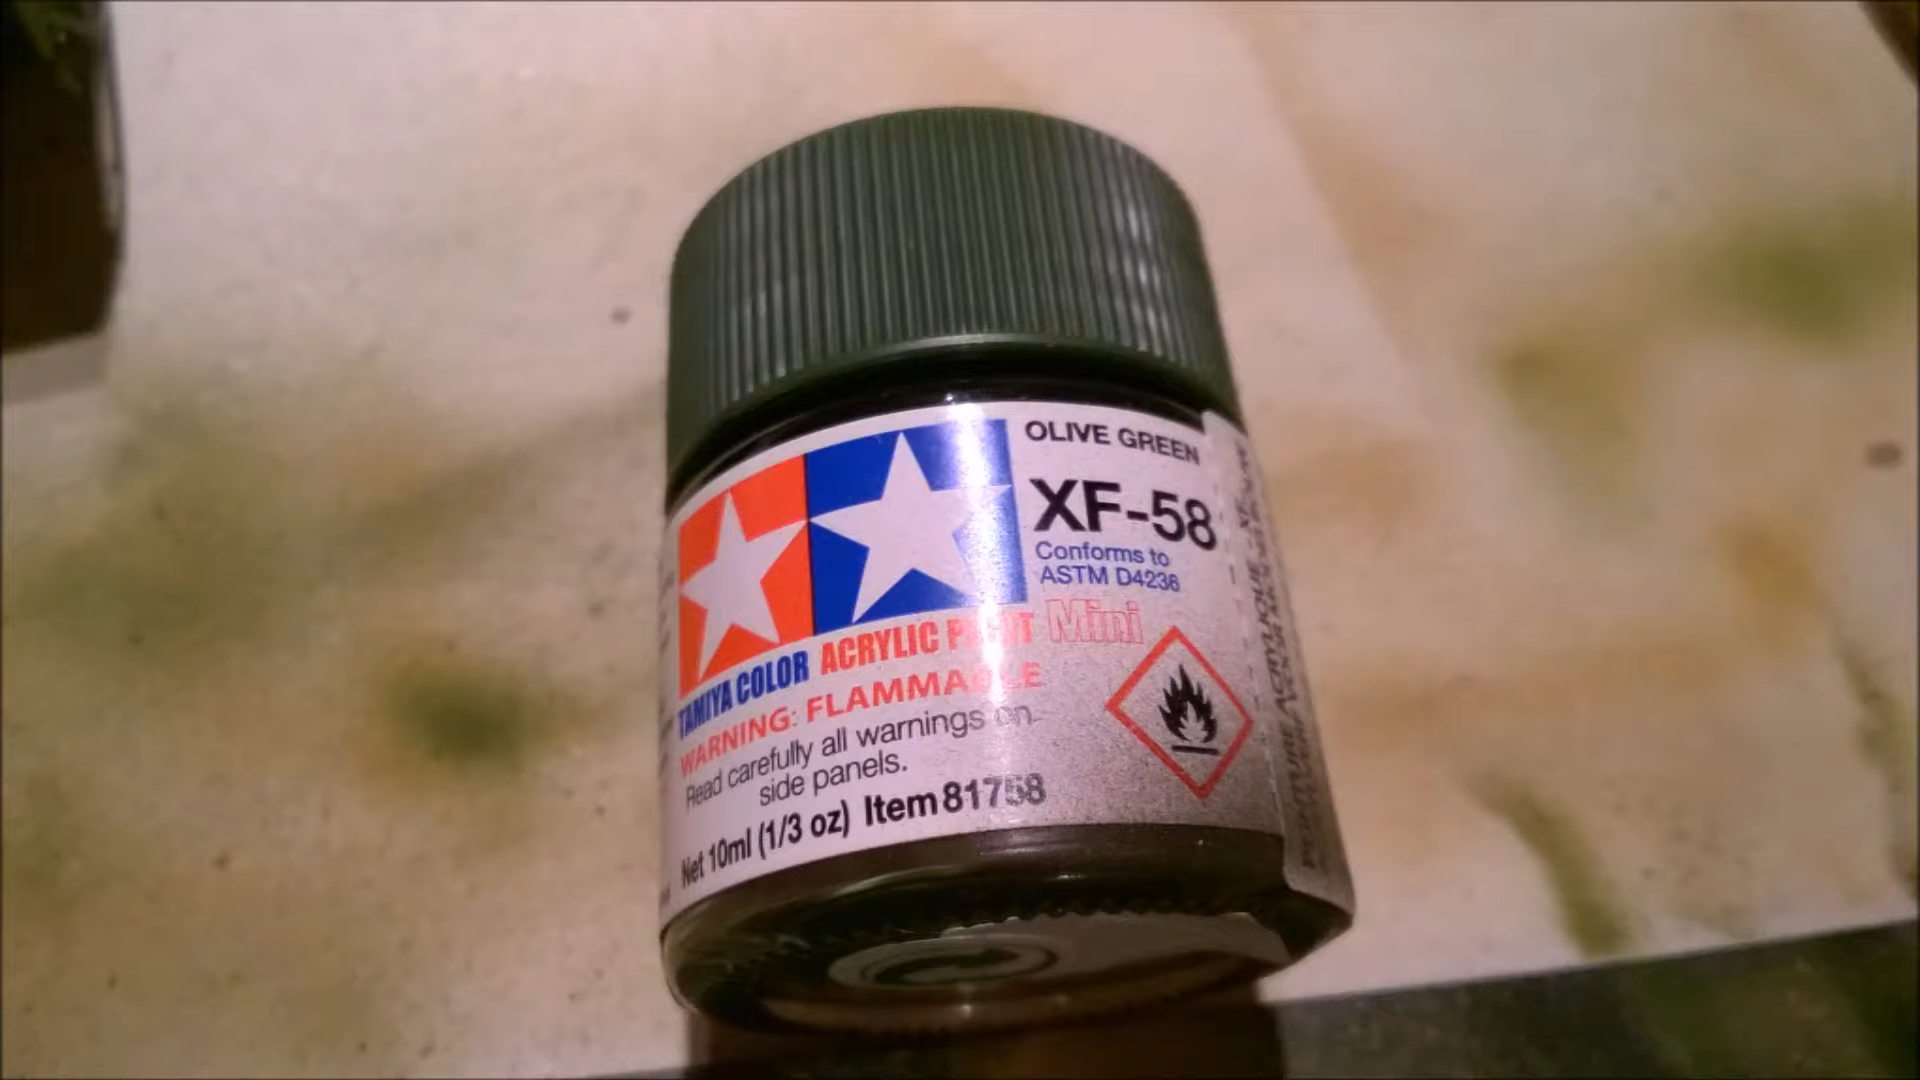 OLIVE GREEN
XF-58
Conforms to
ASTM D4236
TAMIYA COLOR ACRYLIC PAINT Mini
WARNING: FLAMMABLE
Read carefully all warnings on
side panels.
Net 10ml (1/3 oz) Item 81758